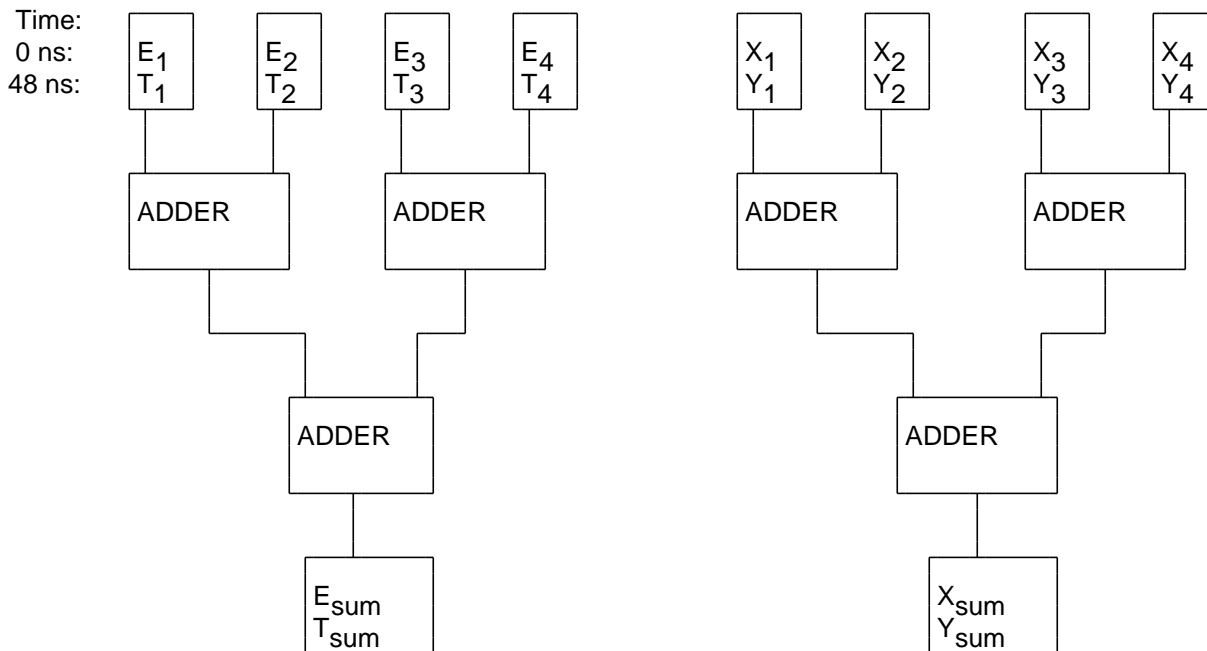 Time:
0 ns: E1 E2 E3 E4 X1 X2 X3 X4
48 ns: T1 T2 T3 T4 Y1 Y2 Y3 Y4
ADDER ADDER ADDER ADDER
ADDER ADDER
Esum Xsum
Tsum Ysum